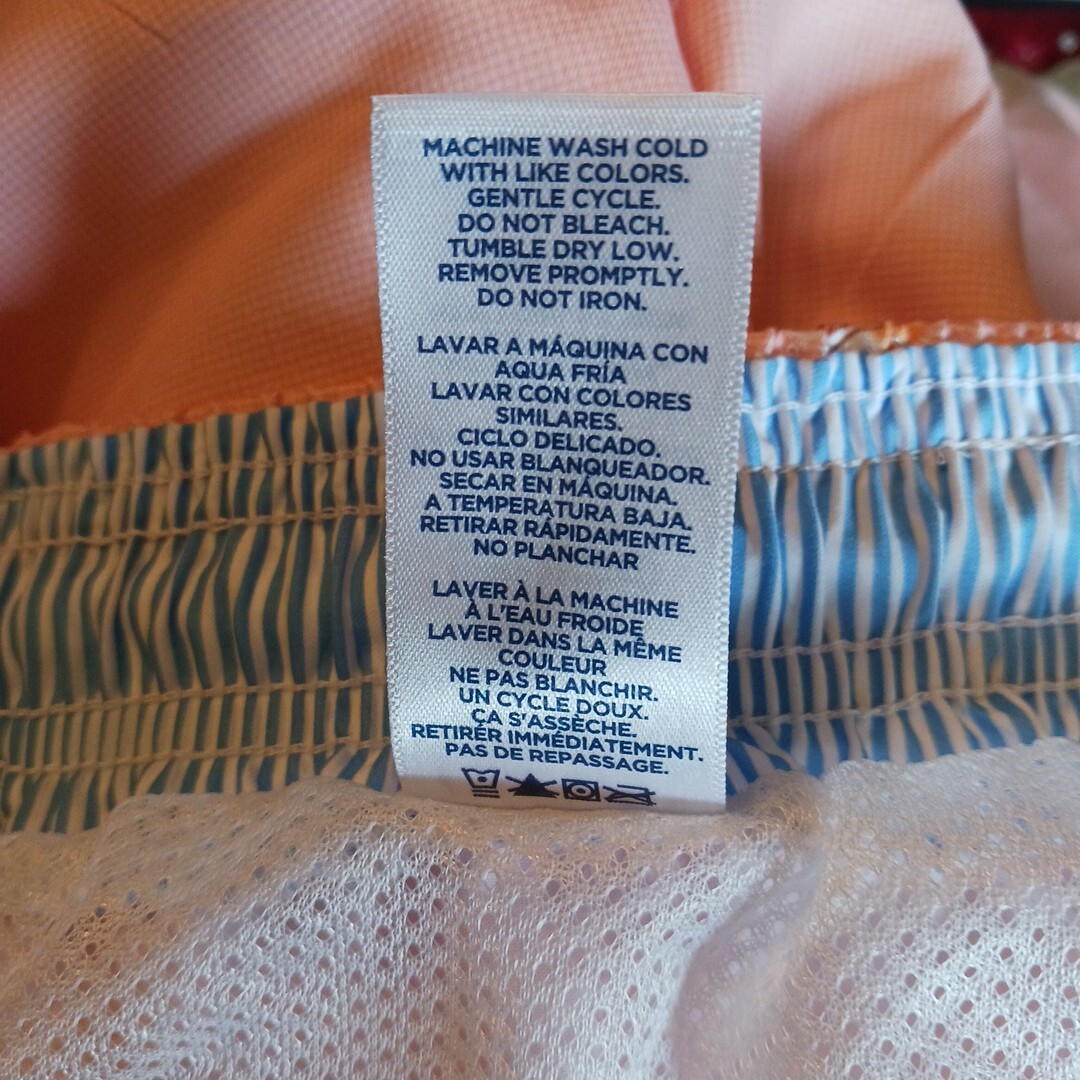 MACHINE WASH COLD
WITH LIKE COLORS.
GENTLE CYCLE.
DO NOT BLEACH.
TUMBLE DRY LOW.
REMOVE PROMPTLY.
DO NOT IRON.
LAVAR A MÁQUINA CON
AQUA FRÍA
LAVAR CON COLORES
SIMILARES.
CICLO DELICADO.
NO USAR BLANQUEADOR.
SECAR EN MÁQUINA.
A TEMPERATURA BAJA.
RETIRAR RÁPIDAMENTE.
NO PLANCHAR
LAVER À LA MACHINE
À L'EAU FROIDE
LAVER DANS LA MÊME
COULEUR
NE PAS BLANCHIR.
UN CYCLE DOUX.
ÇA S'ASSÈCHE.
RETIRÉR IMMÉDIATEMENT.
PAS DE REPASSAGE.